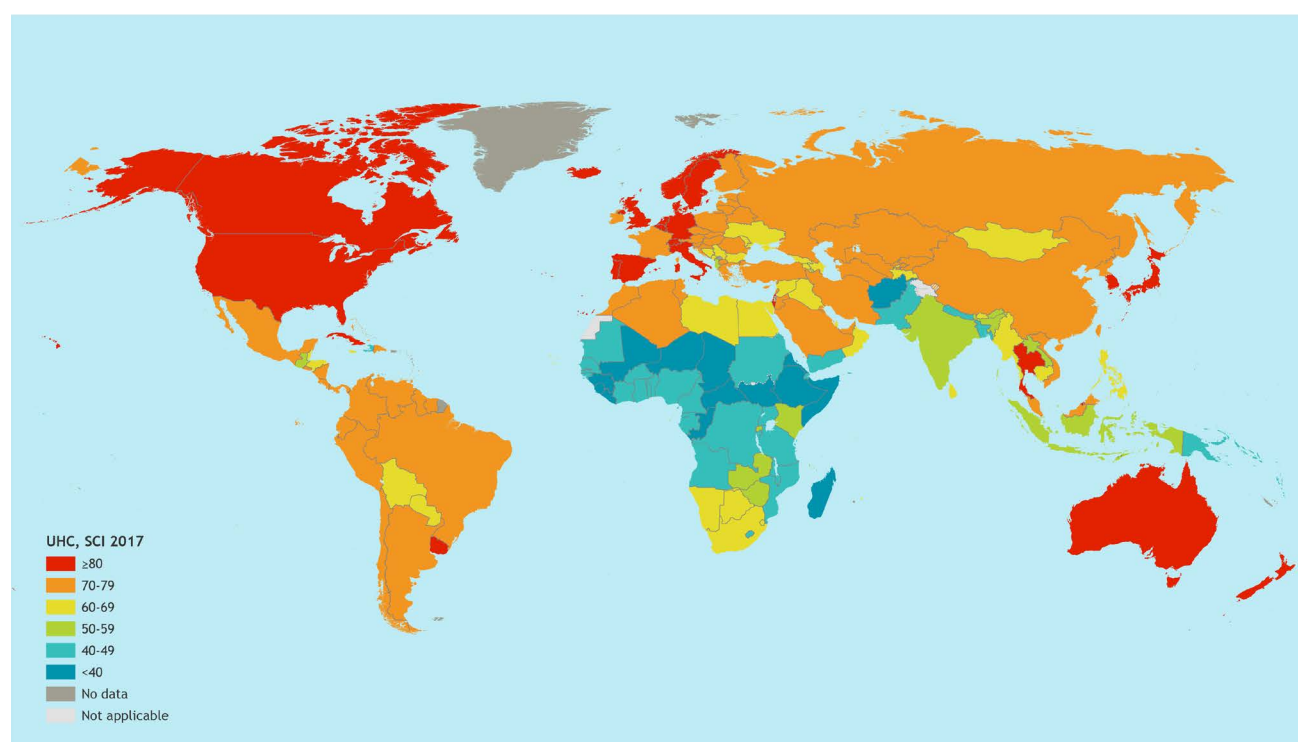 UHC, SCI 2017
≥80
70-79
60-69
50-59
40-49
<40
No data
Not applicable